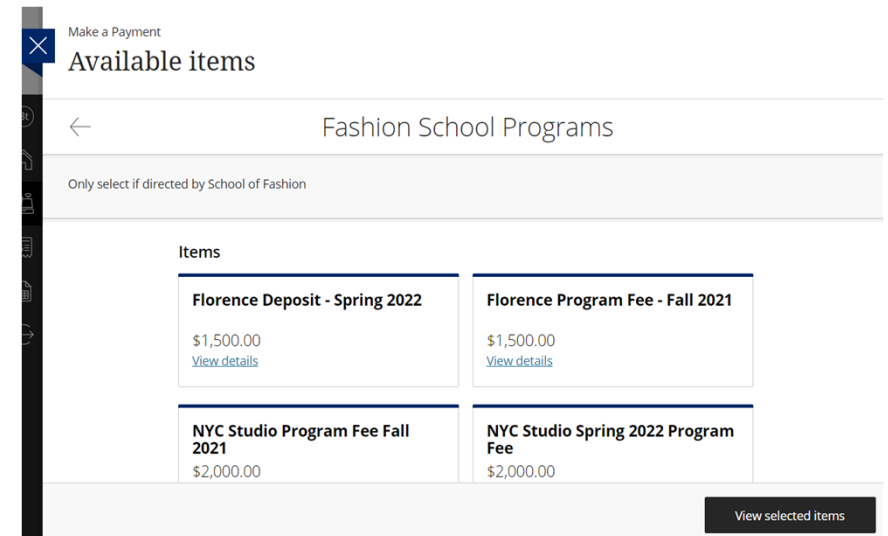 Make a Payment
Available items
Fashion School Programs
Only select if directed by School of Fashion
Items
Florence Deposit - Spring 2022
$1,500.00
View details
Florence Program Fee - Fall 2021
$1,500.00
View details
NYC Studio Program Fee Fall
2021
$2,000.00
NYC Studio Spring 2022 Program
Fee
$2,000.00
View selected items